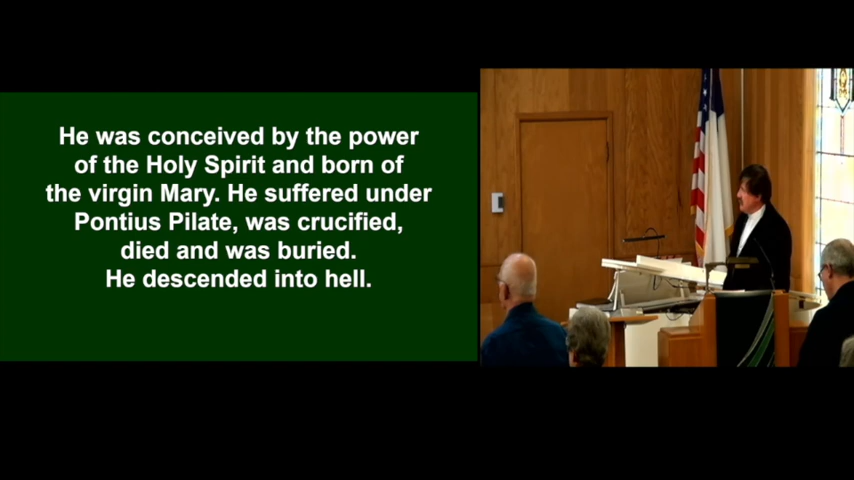 He was conceived by the power
of the Holy Spirit and born of
the virgin Mary. He suffered under
Pontius Pilate, was crucified,
died and was buried.
He descended into hell.